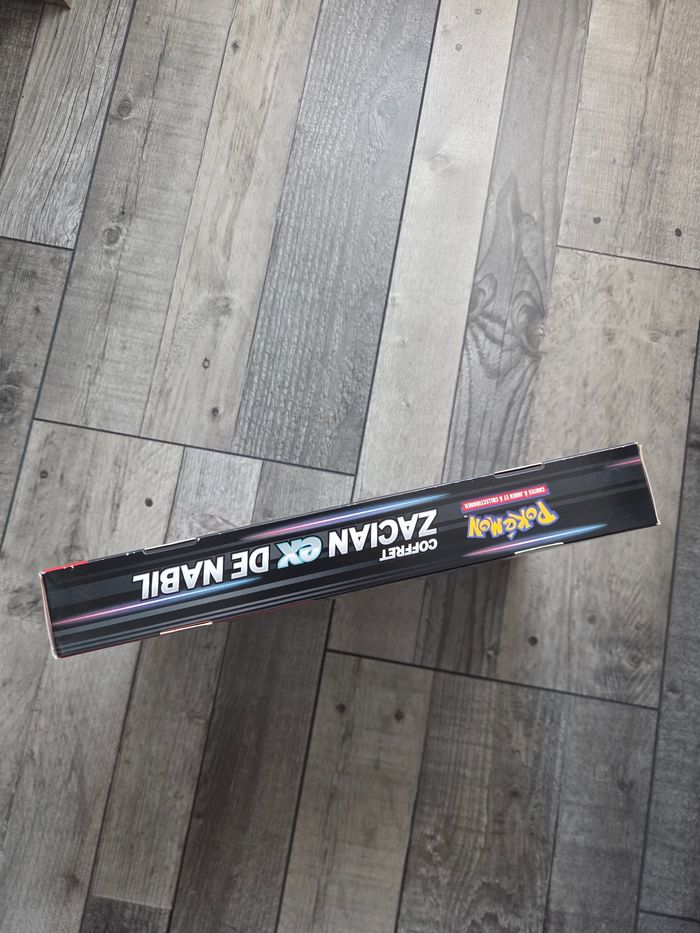 POKéMON
CARTES À JOUER ET À COLLECTIONNER
COFFRET
ZACIAN ex DE NABIL